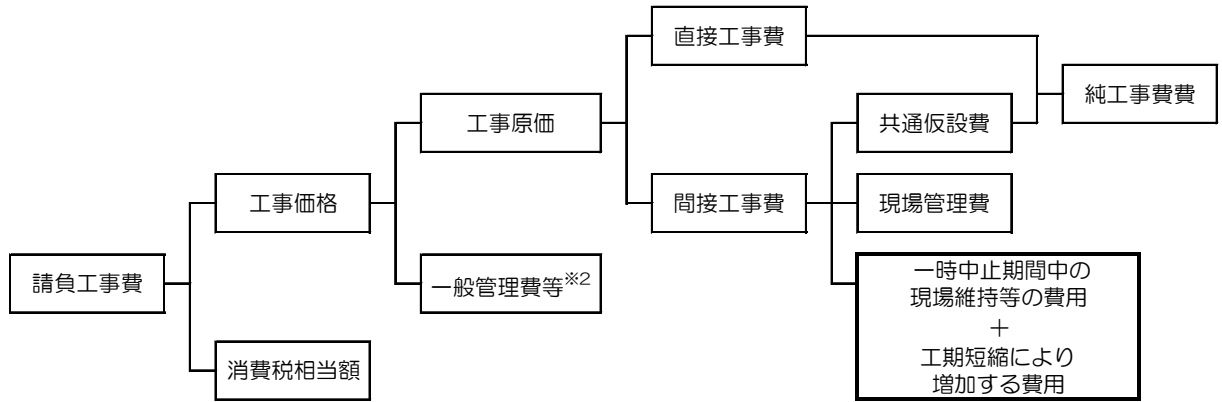 直接工事費
純工事費費
工事原価
共通仮設費
工事価格
間接工事費
現場管理費
請負工事費
一般管理費等※2
一時中止期間中の
現場維持等の費用
＋
工期短縮により
増加する費用
消費税相当額